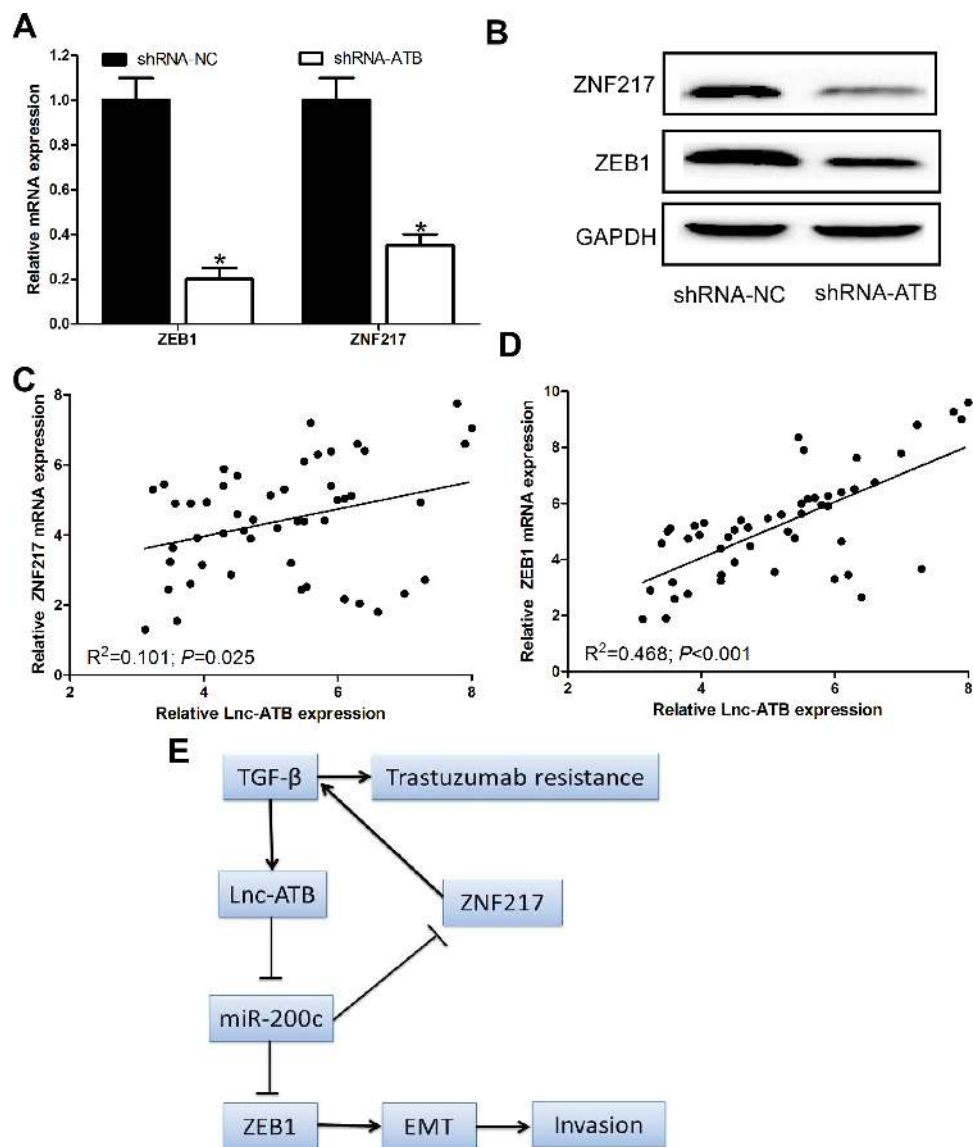 A
shRNA-NC
shRNA-ATB
Relative mRNA expression
1.2
1.0
0.8
0.6
0.4
0.2
0.0
*
*
ZEB1
ZNF217
B
ZNF217
ZEB1
GAPDH
shRNA-NC
shRNA-ATB
C
Relative ZNF217 mRNA expression
8
6
4
2
0
R²=0.101; P=0.025
2
4
6
8
Relative Lnc-ATB expression
D
Relative ZEB1 mRNA expression
10
8
6
4
2
0
R²=0.468; P<0.001
2
4
6
8
Relative Lnc-ATB expression
E
TGF-β
Trastuzumab resistance
Lnc-ATB
ZNF217
miR-200c
ZEB1
EMT
Invasion